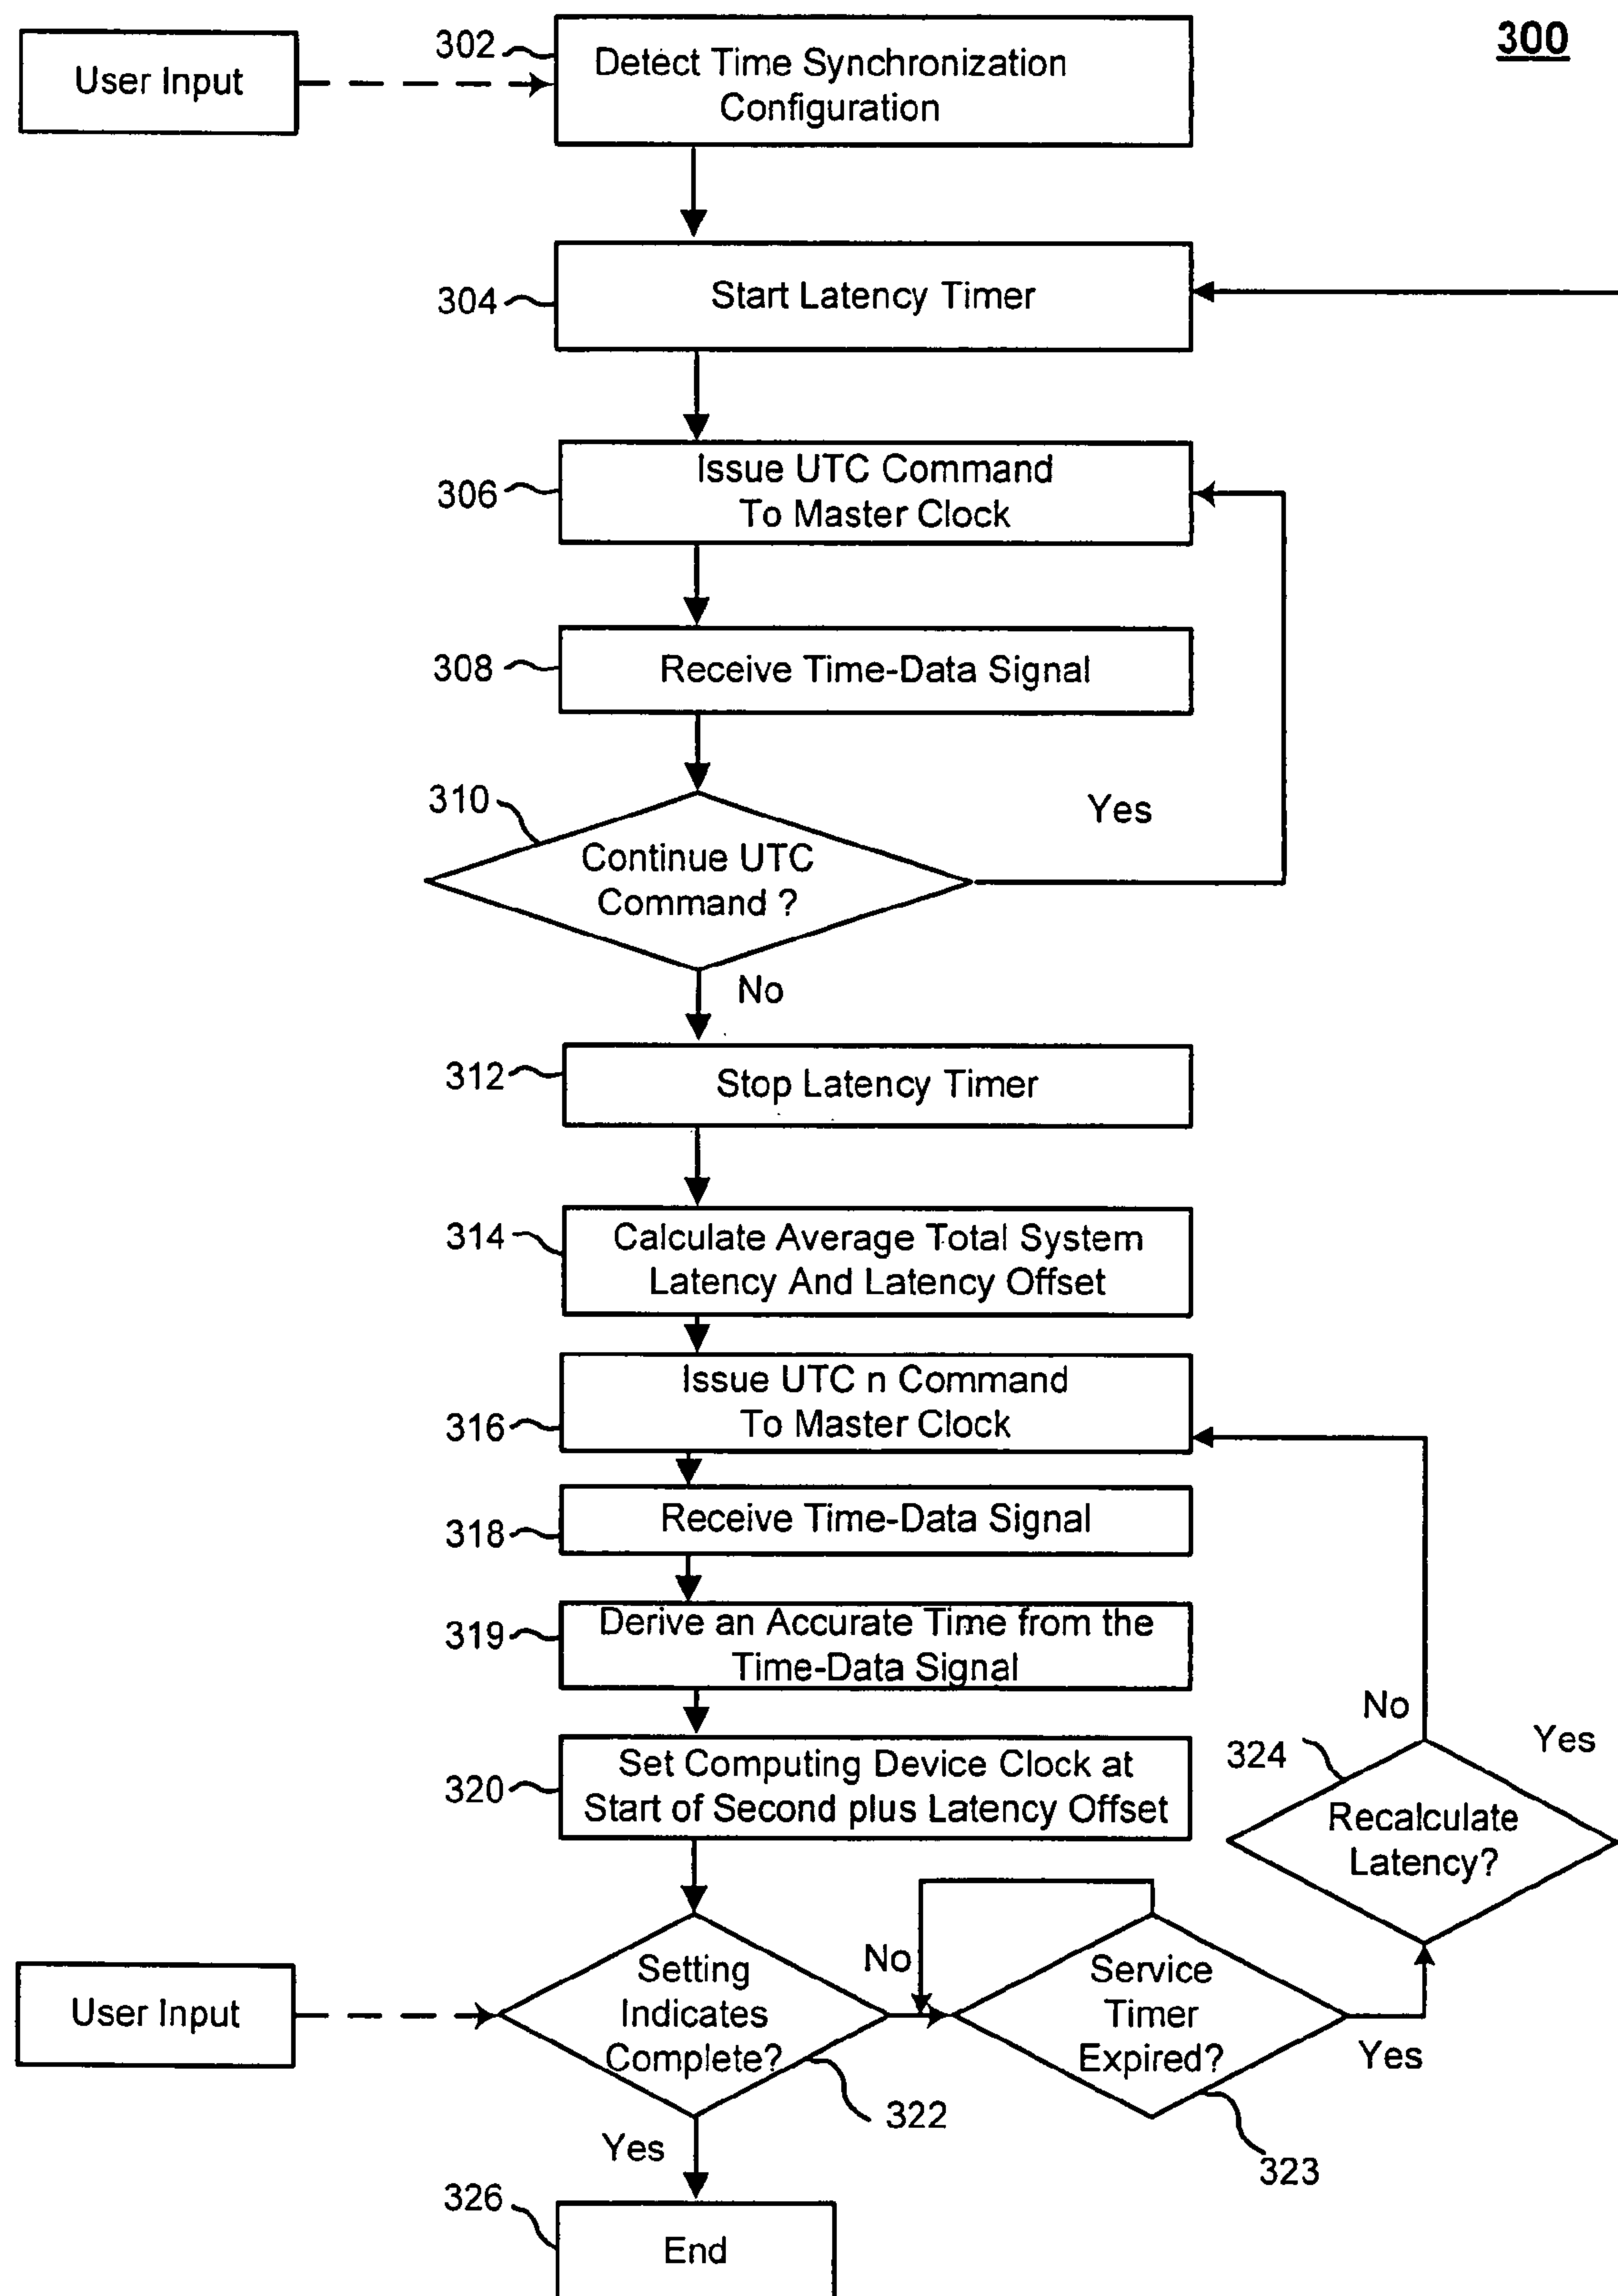 300
302
User Input
Detect Time Synchronization
Configuration
304
Start Latency Timer
306
Issue UTC Command
To Master Clock
308
Receive Time-Data Signal
310
Yes
Continue UTC
Command ?
No
312
Stop Latency Timer
314
Calculate Average Total System
Latency And Latency Offset
316
Issue UTC n Command
To Master Clock
318
Receive Time-Data Signal
319
Derive an Accurate Time from the
Time-Data Signal
No
Yes
320
Set Computing Device Clock at
Start of Second plus Latency Offset
324
Recalculate
Latency?
User Input
Setting
Indicates
Complete?
No
Service
Timer
Expired?
Yes
322
323
Yes
326
End